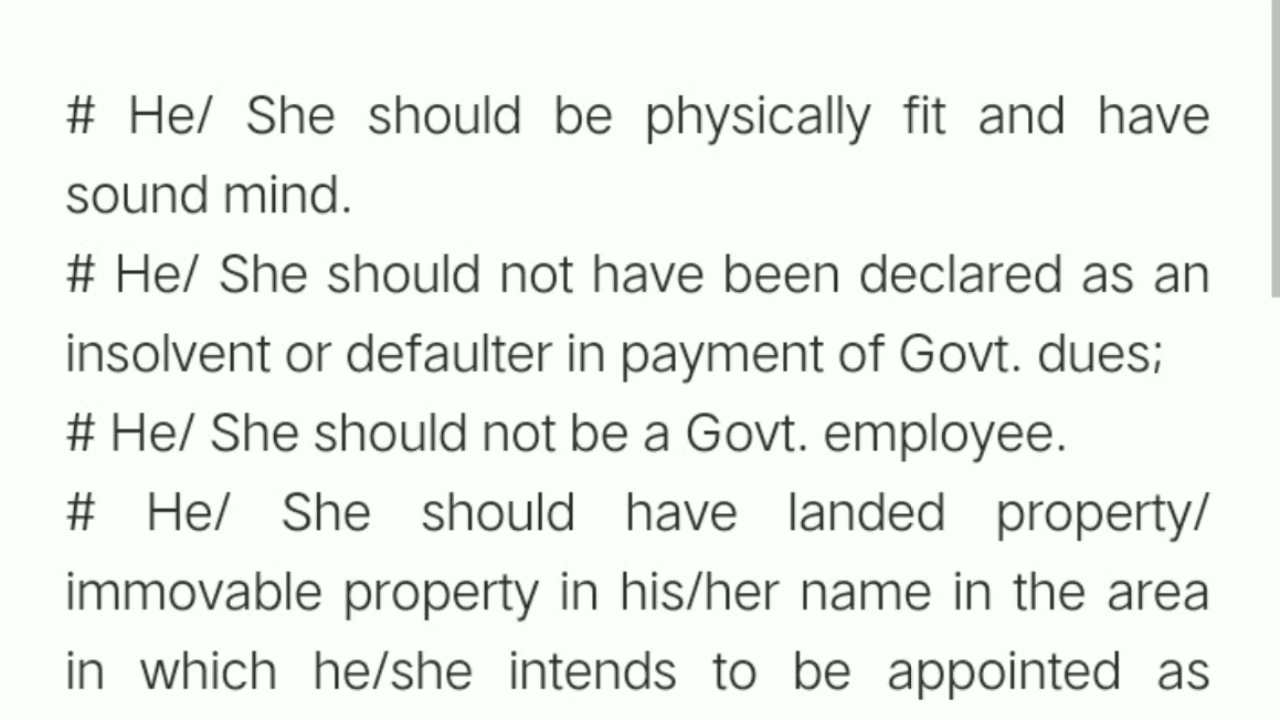 # He/ She should be physically fit and have
sound mind.
# He/ She should not have been declared as an
insolvent or defaulter in payment of Govt. dues;
# He/ She should not be a Govt. employee.
# He/ She should have landed property/
immovable property in his/her name in the area
in which he/she intends to be appointed as